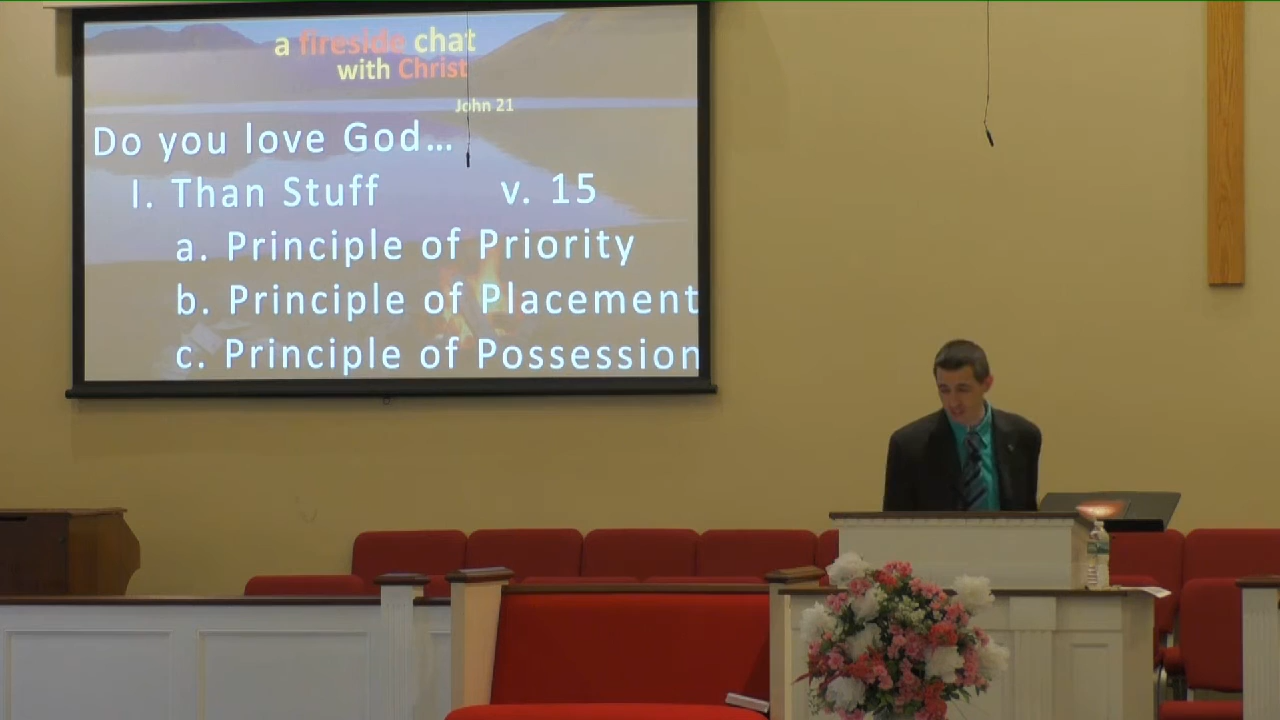 a fireside chat
with Christ
John 21
Do you love God...
I. Than Stuff v. 15
a. Principle of Priority
b. Principle of Placement
c. Principle of Possession